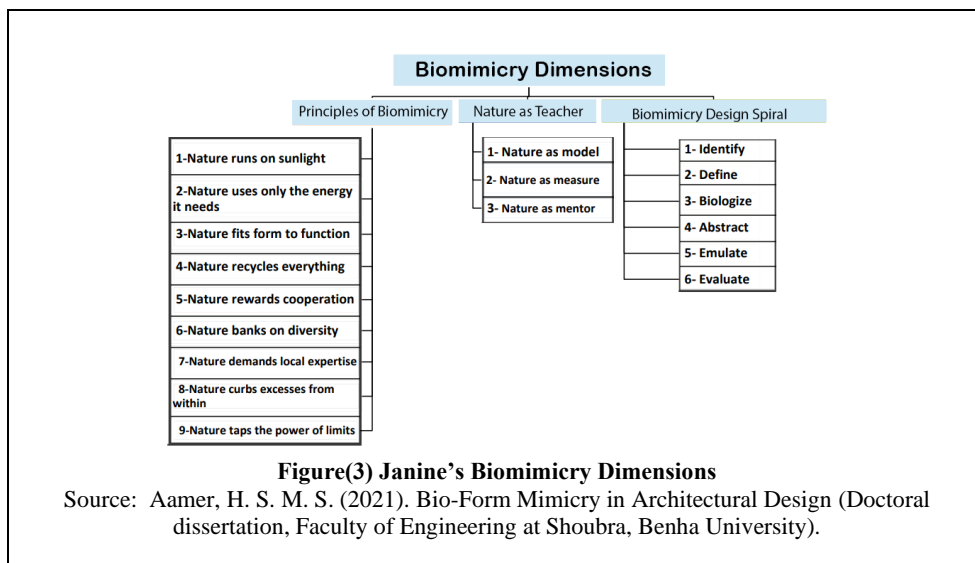 Biomimicry Dimensions
Principles of Biomimicry
1-Nature runs on sunlight
2-Nature uses only the energy
it needs
3-Nature fits form to function
4-Nature recycles everything
5-Nature rewards cooperation
6-Nature banks on diversity
7-Nature demands local expertise
8-Nature curbs excesses from
within
9-Nature taps the power of limits
Nature as Teacher
1- Nature as model
2- Nature as measure
3- Nature as mentor
Biomimicry Design Spiral
1- Identify
2- Define
3- Biologize
4- Abstract
5- Emulate
6- Evaluate
Figure(3) Janine’s Biomimicry Dimensions
Source: Aamer, H. S. M. S. (2021). Bio-Form Mimicry in Architectural Design (Doctoral
dissertation, Faculty of Engineering at Shoubra, Benha University).